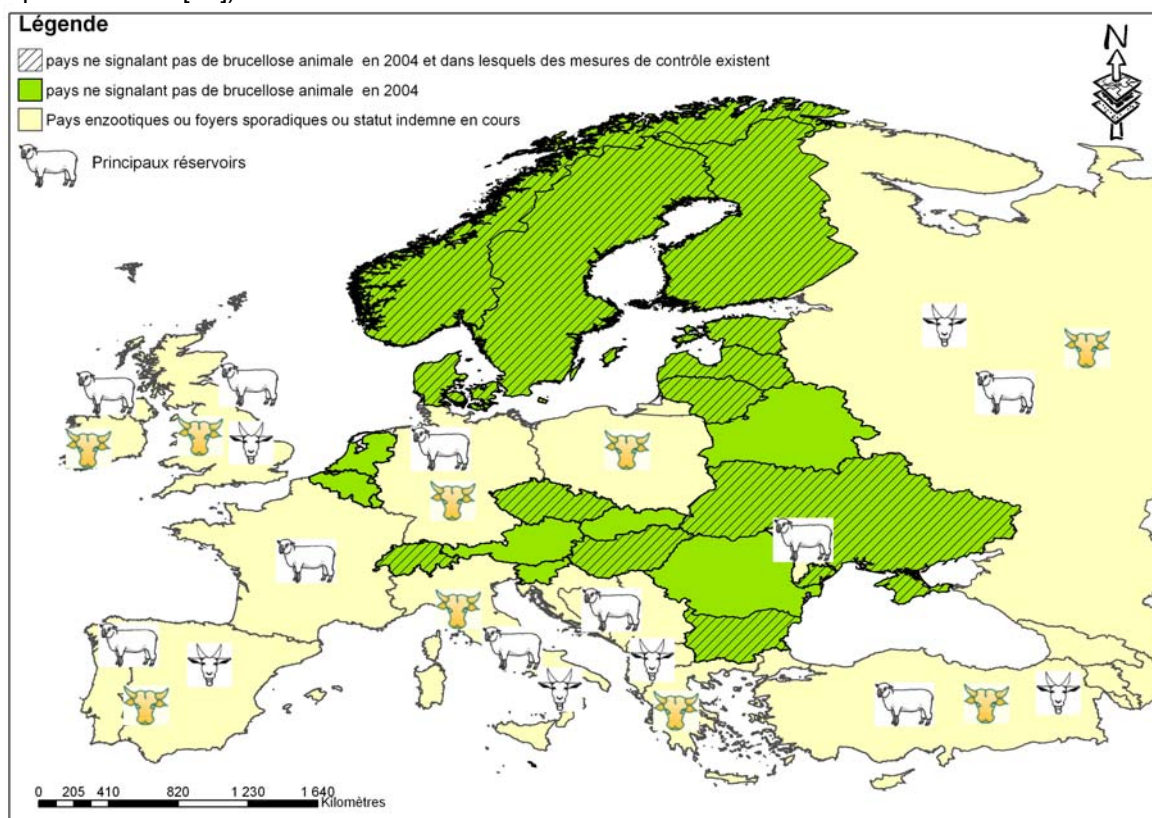 Légende
pays ne signalant pas de brucellose animale en 2004 et dans lesquels des mesures de contrôle existent
pays ne signalant pas de brucellose animale en 2004
Pays enzootiques ou foyers sporadiques ou statut indemne en cours
Principaux réservoirs
N
0 205 410 820 1 230 1 640
Kilomètres